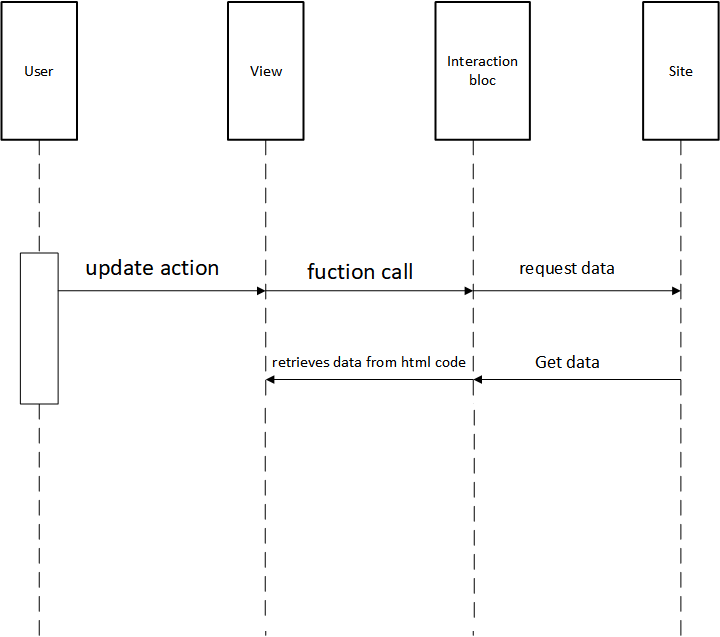 User
View
Interaction
bloc
Site
update action
fuction call
request data
retrieves data from html code
Get data